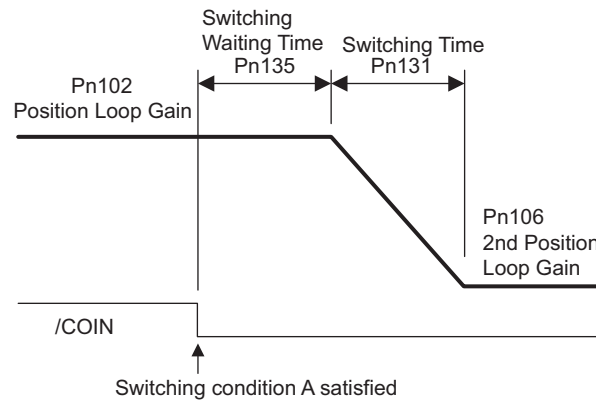 Switching
Waiting Time
Pn135
Switching Time
Pn131
Pn102
Position Loop Gain
Pn106
2nd Position
Loop Gain
/COIN
Switching condition A satisfied